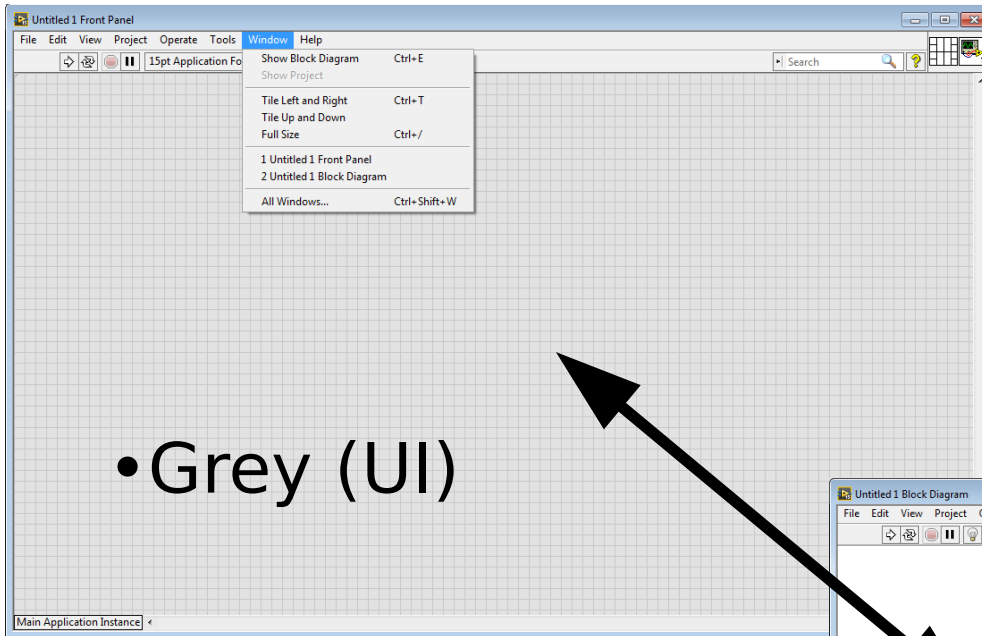 Untitled 1 Front Panel
File Edit View Project Operate Tools Window Help
15pt Application Fo
Search
Show Block Diagram Ctrl+E
Show Project
Tile Left and Right Ctrl+T
Tile Up and Down
Full Size Ctrl+/
1 Untitled 1 Front Panel
2 Untitled 1 Block Diagram
All Windows... Ctrl+Shift+W
•Grey (UI)
Untitled 1 Block Diagram
File Edit View Project
Main Application Instance